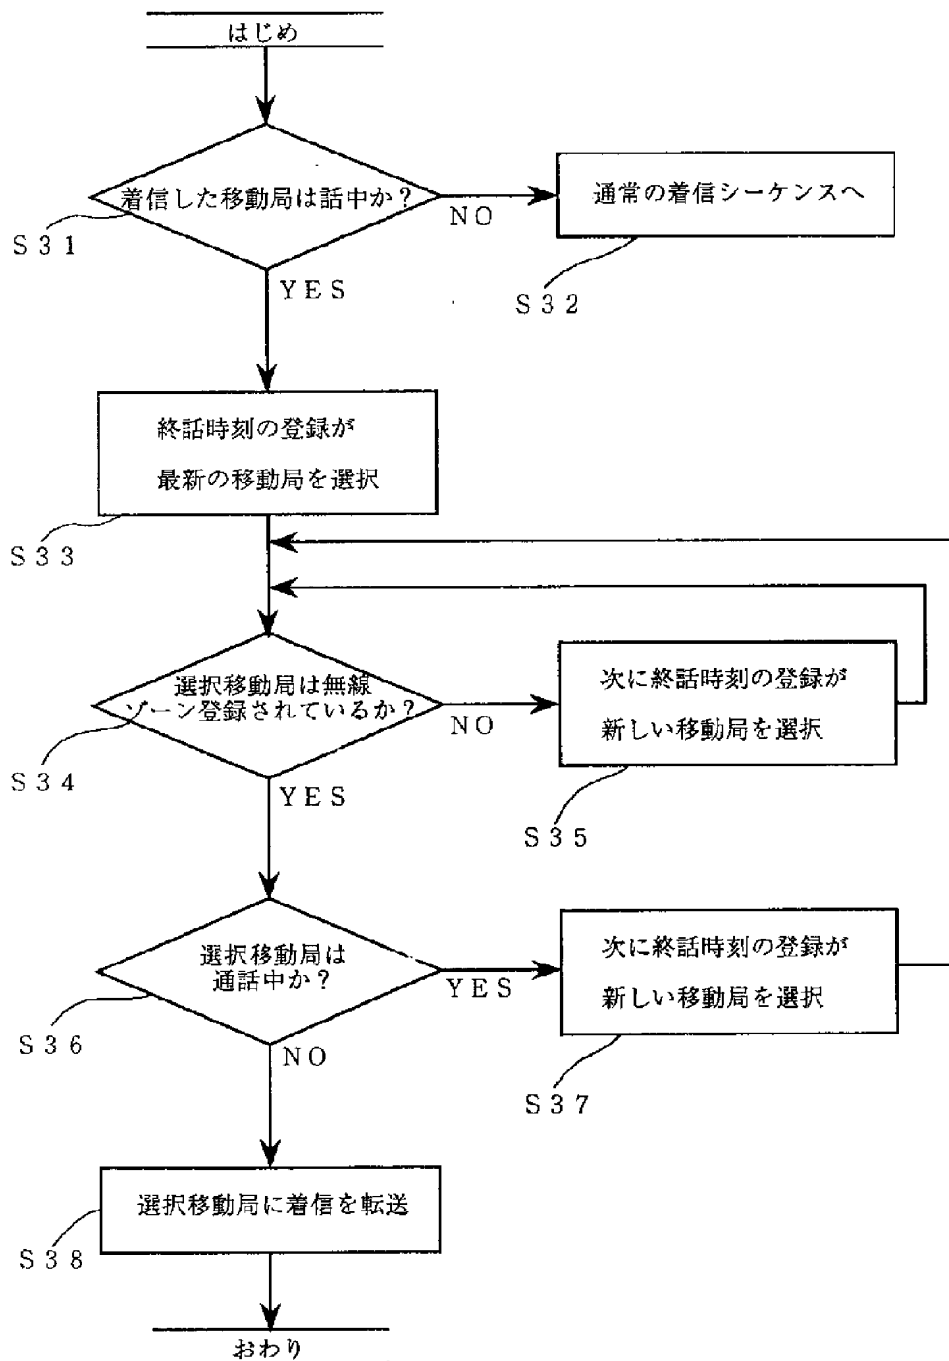 はじめ
着信した移動局は話中か？
NO
通常の着信シーケンスへ
S31
S32
YES
終話時刻の登録が
最新の移動局を選択
S33
選択移動局は無線
ゾーン登録されているか？
NO
次に終話時刻の登録が
新しい移動局を選択
S34
YES
S35
選択移動局は
通話中か？
YES
次に終話時刻の登録が
新しい移動局を選択
S36
NO
S37
選択移動局に着信を転送
S38
おわり